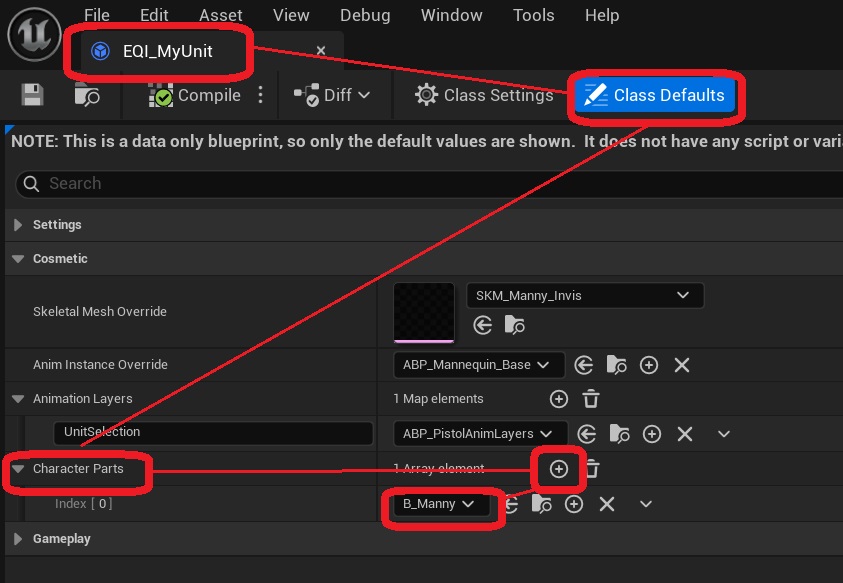 File Edit Asset View Debug Window Tools Help
EQI_MyUnit
Compile Diff Class Settings Class Defaults
NOTE: This is a data only blueprint, so only the default values are shown. It does not have any script or vari
Search
Settings
Cosmetic
Skeletal Mesh Override SKM_Manny_Invis
Anim Instance Override ABP_Mannequin_Base
Animation Layers 1 Map elements
UnitSelection ABP_PistolAnimLayers
Character Parts 1 Array element
Index [ 0 ] B_Manny
Gameplay